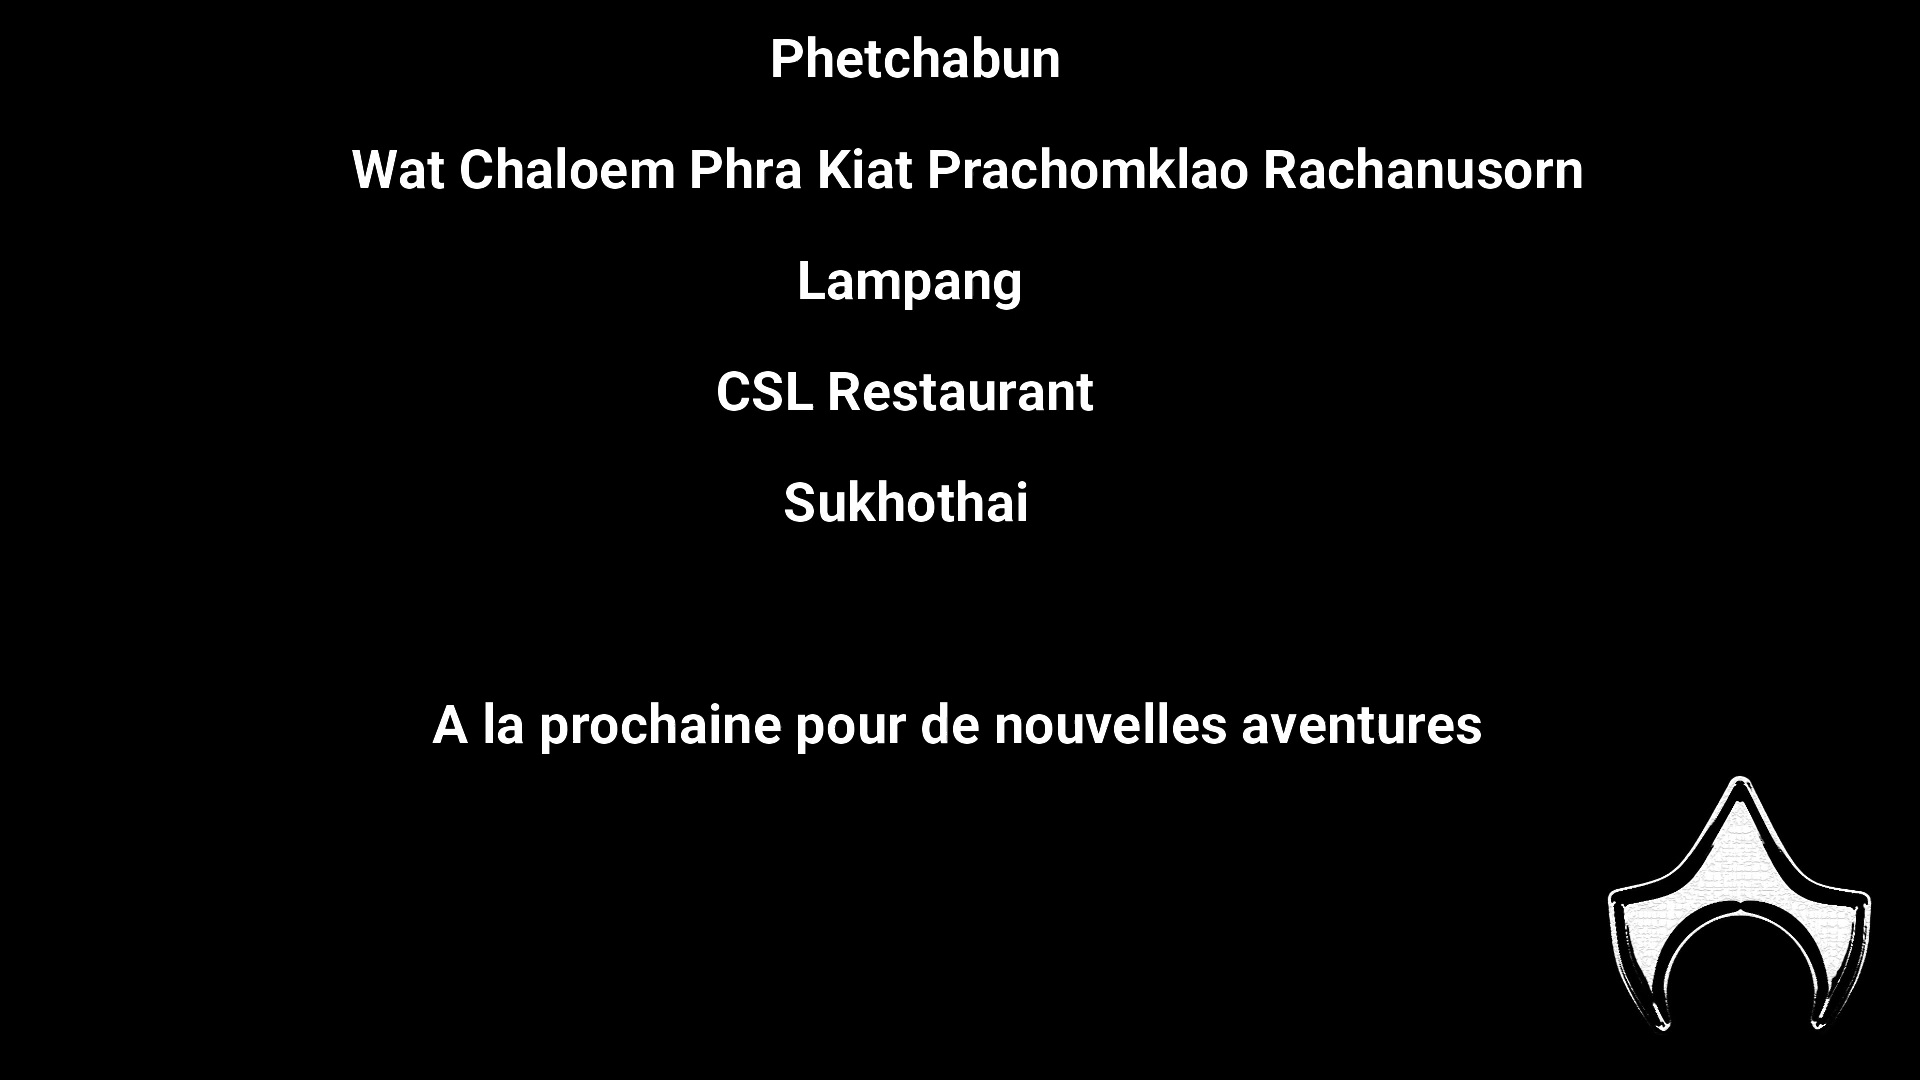 Phetchabun
Wat Chaloem Phra Kiat Prachomklao Rachanusorn
Lampang
CSL Restaurant
Sukhothai
A la prochaine pour de nouvelles aventures